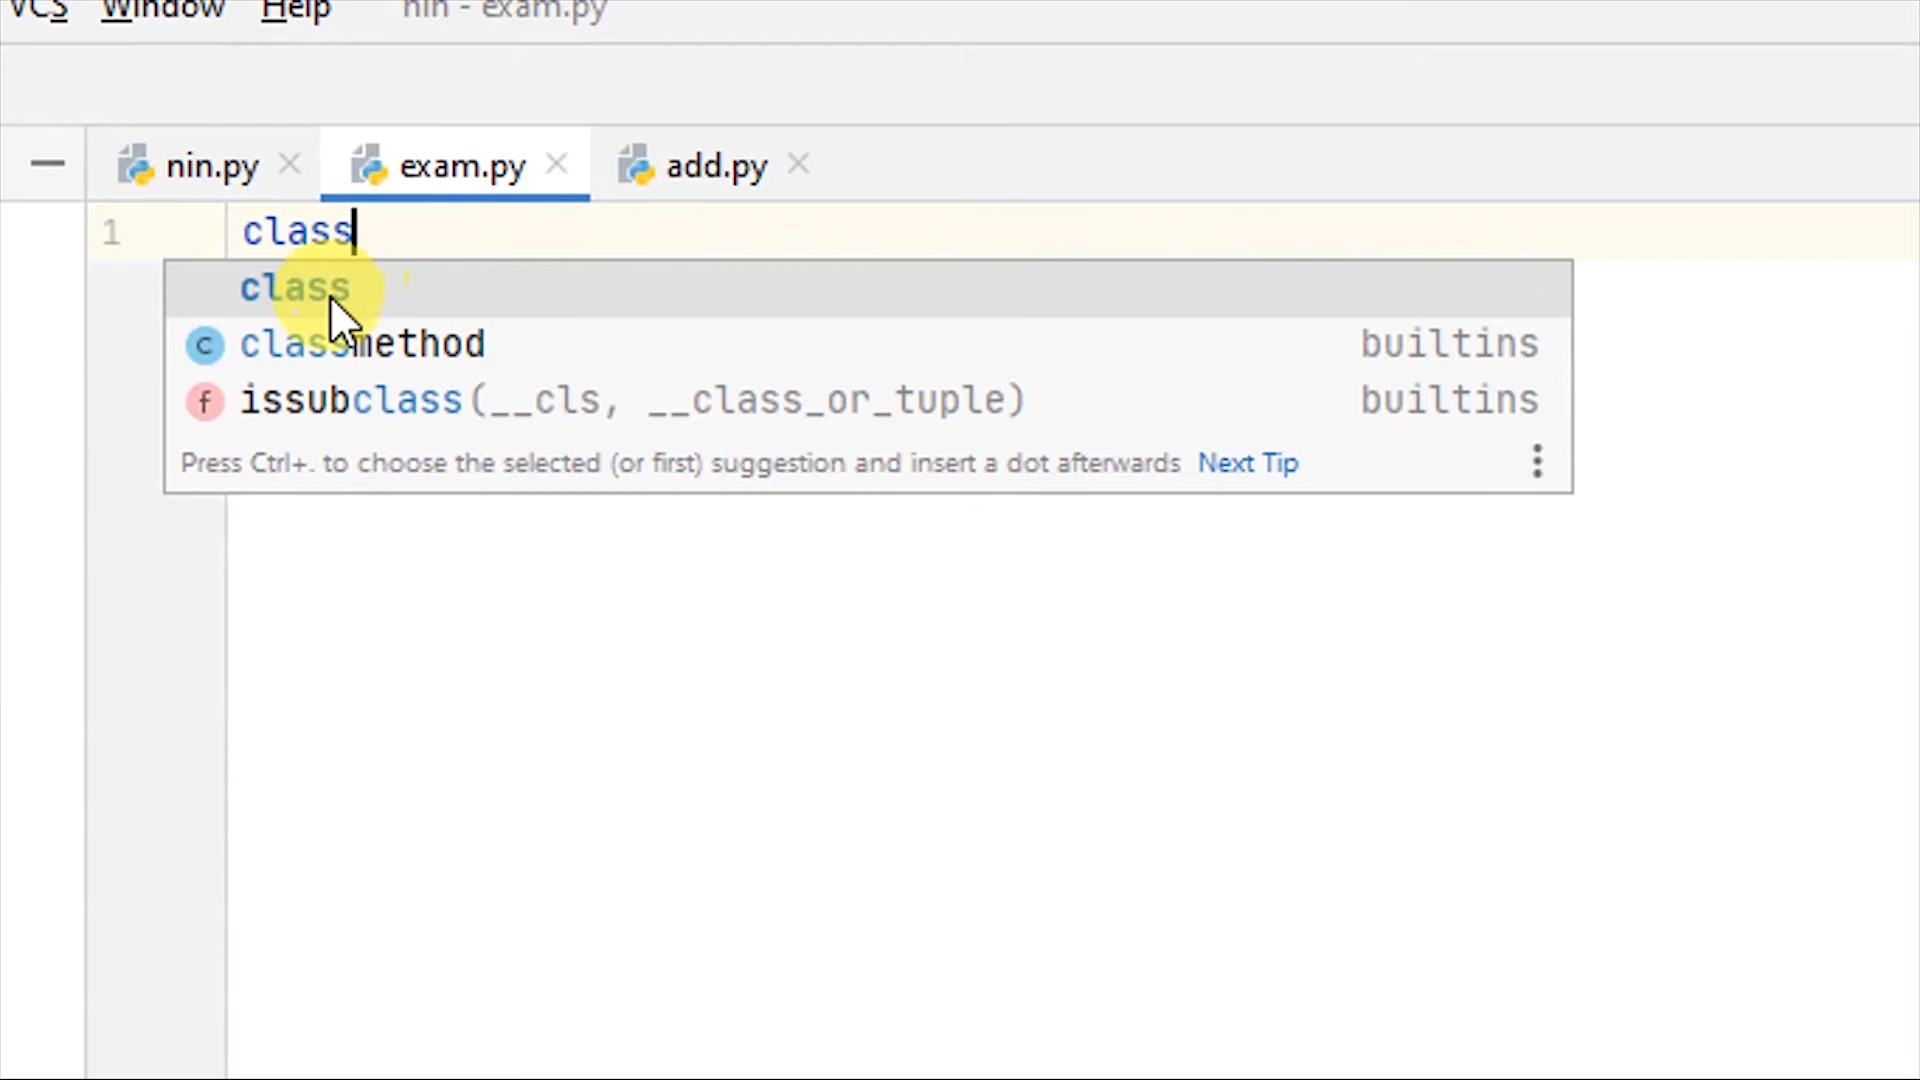 VCS Window Help nin - exam.py
nin.py exam.py add.py
1 class
class
c classmethod builtins
f issubclass(__cls, __class_or_tuple) builtins
Press Ctrl+. to choose the selected (or first) suggestion and insert a dot afterwards Next Tip